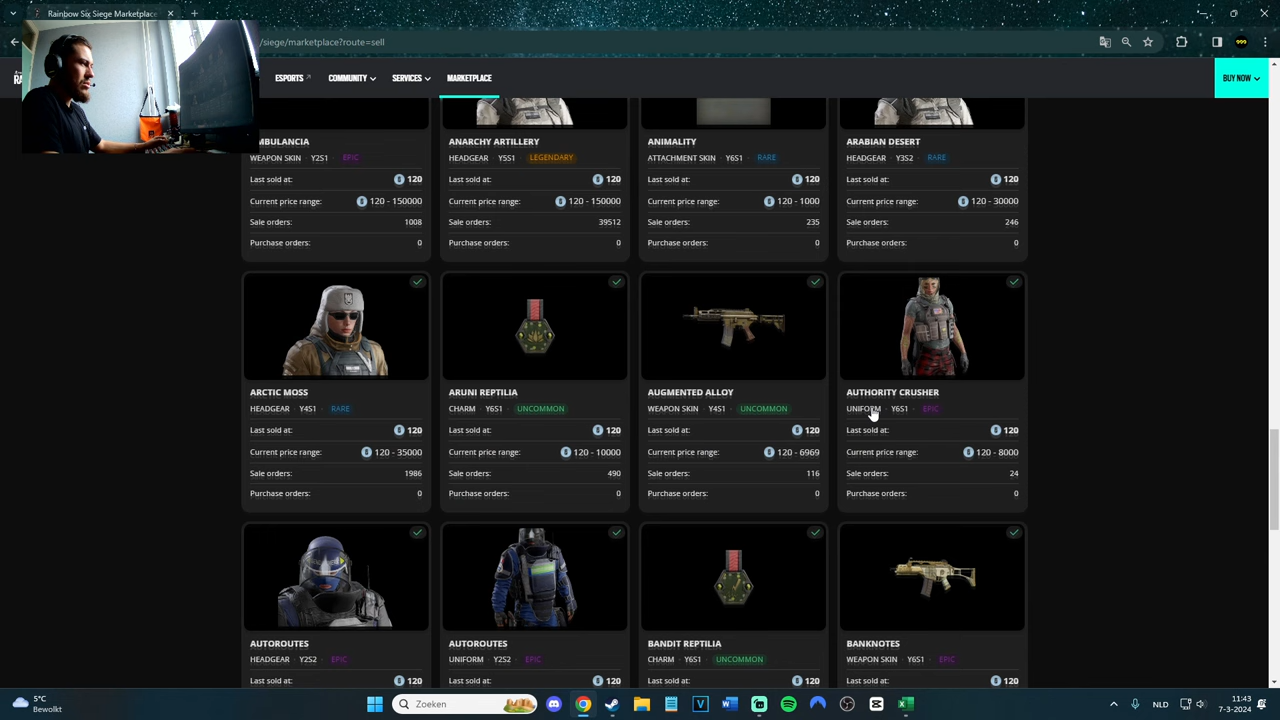 Rainbow Six Siege Marketplace
/siege/marketplace?route=sell
RA
ESPORTS
COMMUNITY
SERVICES
MARKETPLACE
BUY NOW
AMBULANCIA
WEAPON SKIN · Y2S1 · EPIC
Last sold at: 120
Current price range: 120 - 150000
Sale orders: 1008
Purchase orders: 0
ANARCHY ARTILLERY
HEADGEAR · Y5S1 · LEGENDARY
Last sold at: 120
Current price range: 120 - 150000
Sale orders: 39512
Purchase orders: 0
ANIMALITY
ATTACHMENT SKIN · Y6S1 · RARE
Last sold at: 120
Current price range: 120 - 1000
Sale orders: 235
Purchase orders: 0
ARABIAN DESERT
HEADGEAR · Y3S2 · RARE
Last sold at: 120
Current price range: 120 - 30000
Sale orders: 246
Purchase orders: 0
ARCTIC MOSS
HEADGEAR · Y4S1 · RARE
Last sold at: 120
Current price range: 120 - 35000
Sale orders: 1986
Purchase orders: 0
ARUNI REPTILIA
CHARM · Y6S1 · UNCOMMON
Last sold at: 120
Current price range: 120 - 10000
Sale orders: 490
Purchase orders: 0
AUGMENTED ALLOY
WEAPON SKIN · Y4S1 · UNCOMMON
Last sold at: 120
Current price range: 120 - 6969
Sale orders: 116
Purchase orders: 0
AUTHORITY CRUSHER
UNIFORM · Y6S1 · EPIC
Last sold at: 120
Current price range: 120 - 8000
Sale orders: 24
Purchase orders: 0
AUTOROUTES
HEADGEAR · Y2S2 · EPIC
Last sold at: 120
AUTOROUTES
UNIFORM · Y2S2 · EPIC
Last sold at: 120
BANDIT REPTILIA
CHARM · Y6S1 · UNCOMMON
Last sold at: 120
BANKNOTES
WEAPON SKIN · Y6S1 · EPIC
Last sold at: 120
5°C
Bewolkt
Zoeken
NLD
11:43
7-3-2024